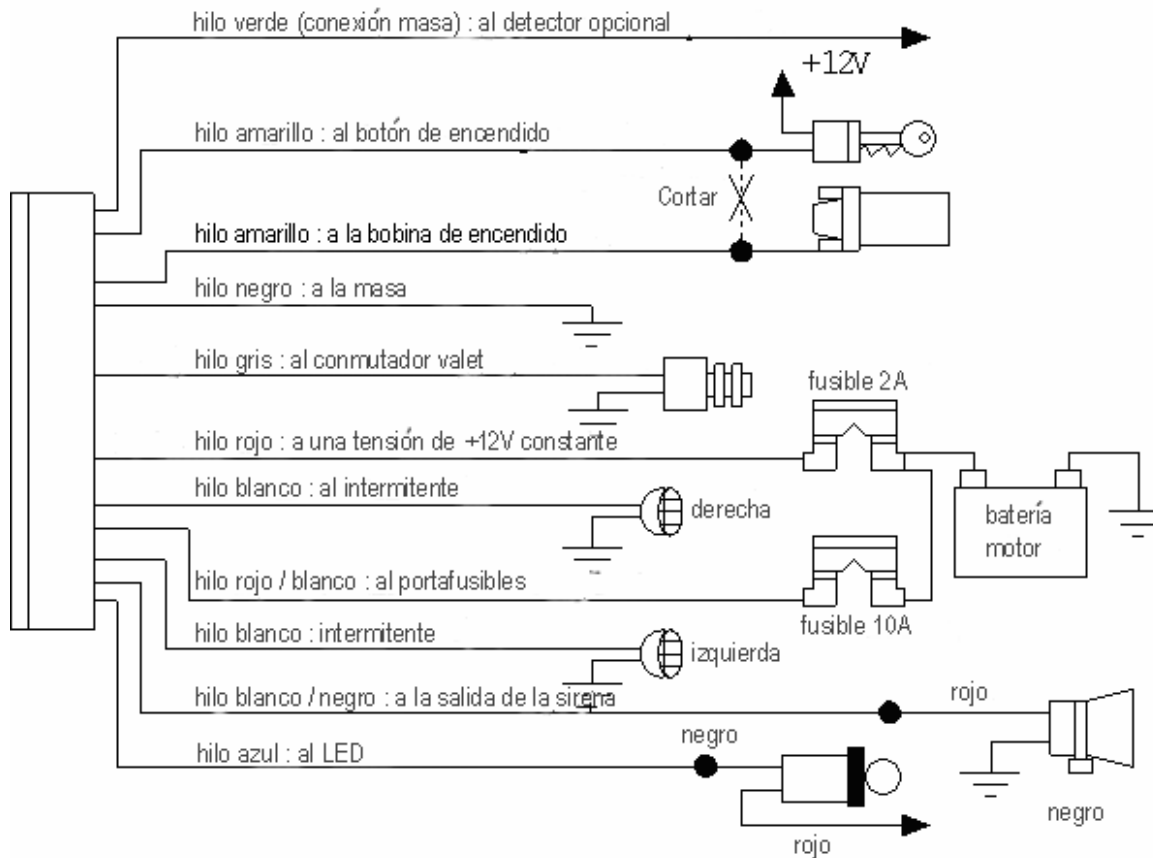 hilo verde (conexión masa) : al detector opcional
+12V
hilo amarillo : al botón de encendido
Cortar
hilo amarillo : a la bobina de encendido
hilo negro : a la masa
hilo gris : al conmutador valet
fusible 2A
hilo rojo : a una tensión de +12V constante
hilo blanco : al intermitente
derecha
batería
motor
hilo rojo / blanco : al portafusibles
fusible 10A
hilo blanco : intermitente
izquierda
hilo blanco / negro : a la salida de la sirena
rojo
negro
hilo azul : al LED
negro
rojo